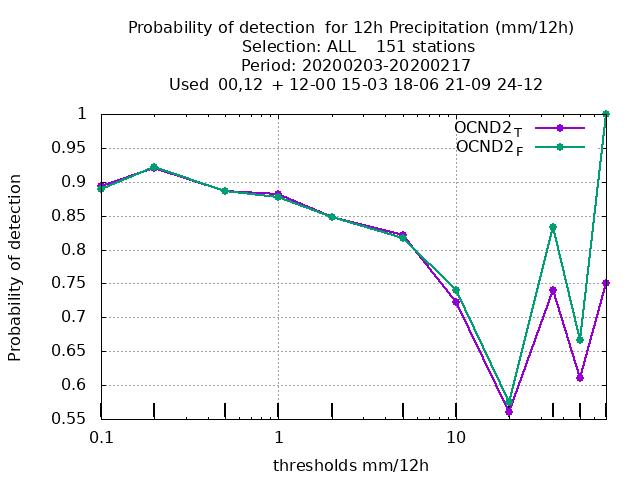 Probability of detection  for 12h Precipitation (mm/12h)
Selection: ALL    151 stations
Period: 20200203-20200217
Used  00,12  + 12-00 15-03 18-06 21-09 24-12
OCND2T
OCND2F
1
0.95
0.9
0.85
0.8
0.75
0.7
0.65
0.6
0.55
Probability of detection
0.1 1 10
thresholds mm/12h